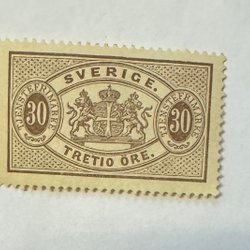 SVERIGE.
TJENSTEFRIMÄRKE
30
30
TJENSTEFRIMÄRKE
TRETIO ÖRE.